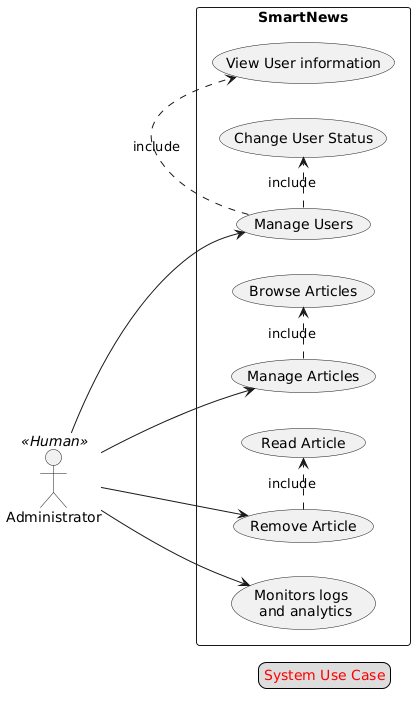 SmartNews
View User information
Change User Status
include
include
Manage Users
Browse Articles
include
Manage Articles
«Human»
Read Article
include
Administrator
Remove Article
Monitors logs
and analytics
System Use Case